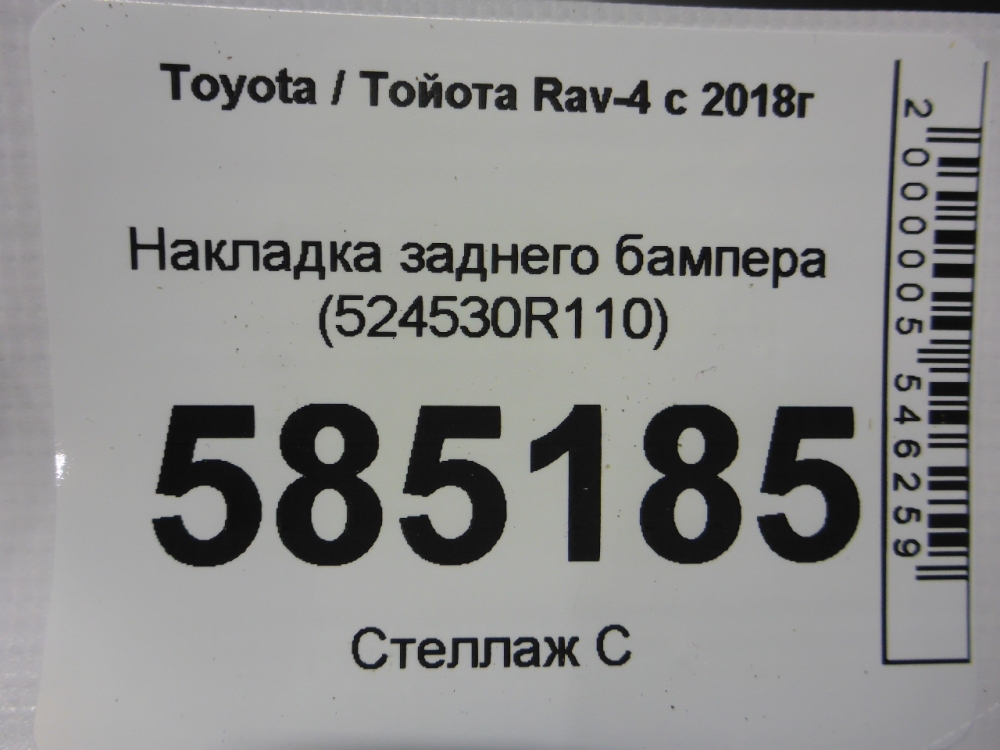 Toyota / Тойота Rav-4 с 2018г
Накладка заднего бампера
(524530R110)
585185
Стеллаж С
2000005546259